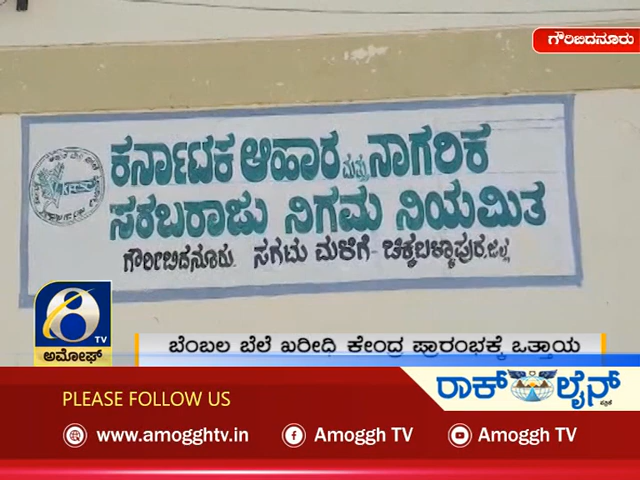 ಗೌರಿಬಿದನೂರು
ಕರ್ನಾಟಕ ಆಹಾರ ಮತ್ತು ನಾಗರಿಕ
ಸರಬರಾಜು ನಿಗಮ ನಿಯಮಿತ
ಗೌರೀಬಿದನೂರು. ಸಗಟು ಮಳಿಗೆ - ಚಿಕ್ಕಬಳ್ಳಾಪುರ.ಜಿಲ್ಲೆ
TV
ಅಮೋಘ್
ಬೆಂಬಲ ಬೆಲೆ ಖರೀಧಿ ಕೇಂದ್ರ ಪ್ರಾರಂಭಕ್ಕೆ ಒತ್ತಾಯ
ರಾಕ್ ಲೈನ್
PLEASE FOLLOW US
www.amogghtv.in
Amoggh TV
Amoggh TV